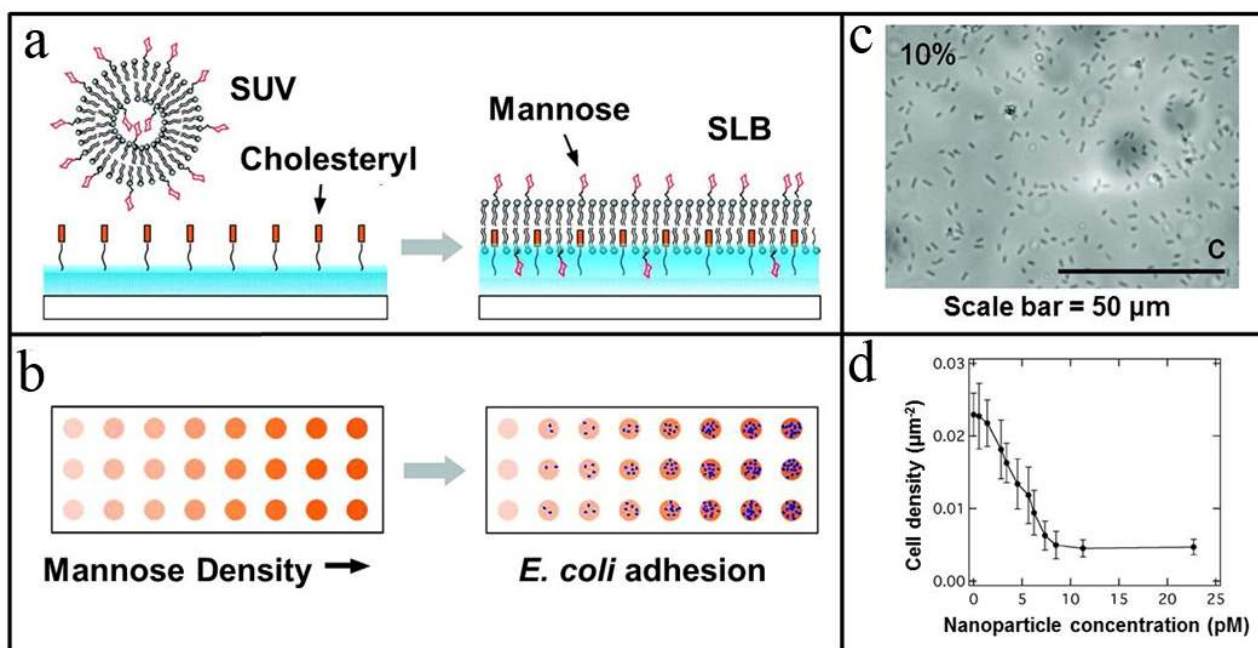 a
SUV
Cholesteryl
Mannose
SLB
c
10%
C
Scale bar = 50 µm
b
Mannose Density
E. coli adhesion
d
Cell density (µm⁻²)
0.03
0.02
0.01
0.00
0 5 10 15 20 25
Nanoparticle concentration (pM)